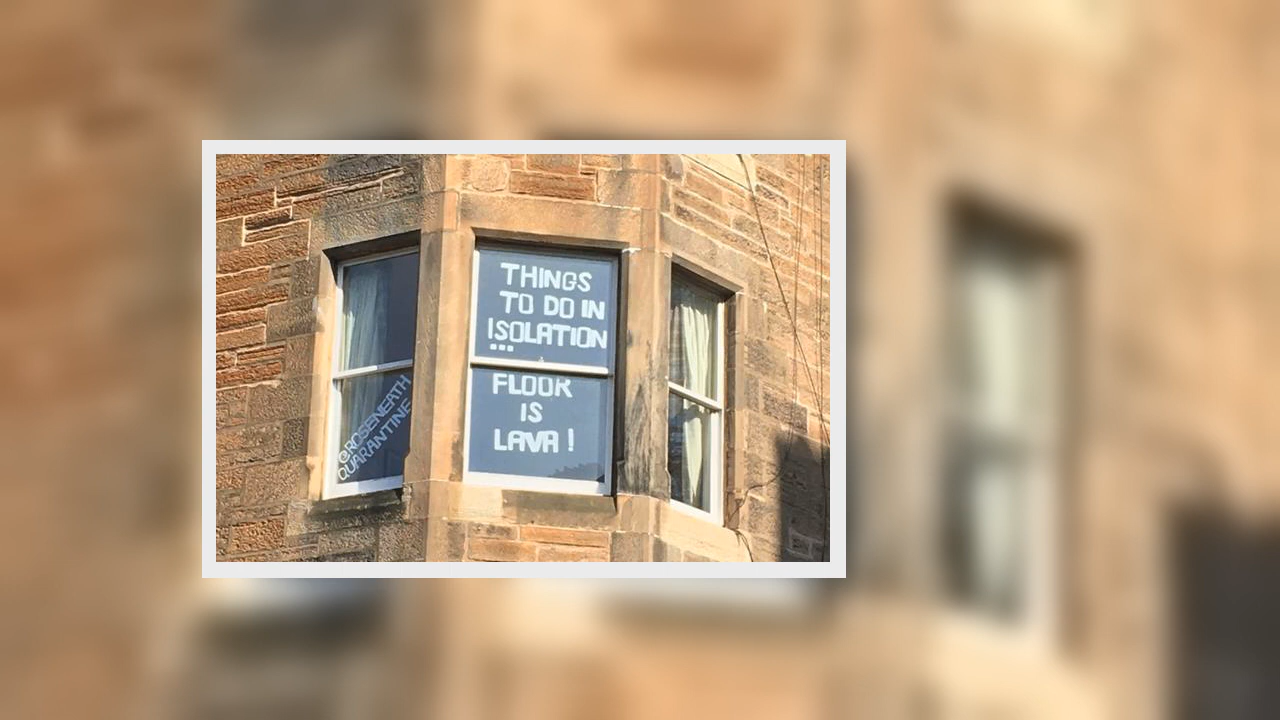 @ROSENEATH
QUARANTINE
THINGS
TO DO IN
ISOLATION
...
FLOOR
IS
LAVA!